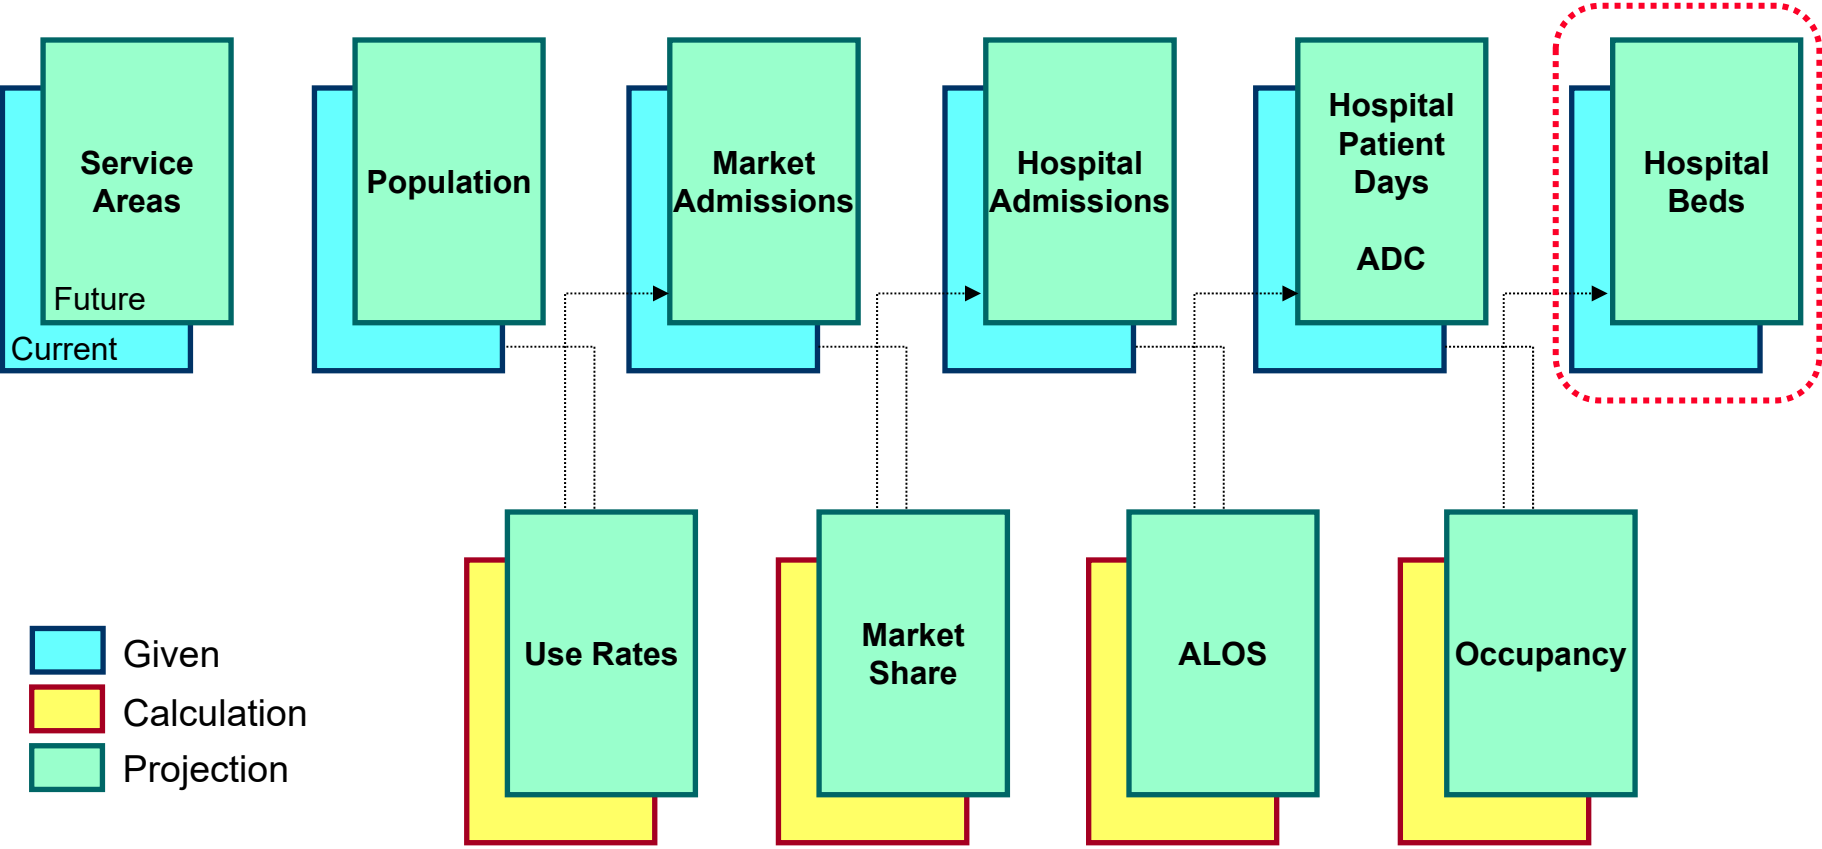 Service
Areas
Future
Current
Population
Market
Admissions
Hospital
Admissions
Hospital
Patient
Days
ADC
Hospital
Beds
Use Rates
Market
Share
ALOS
Occupancy
Given
Calculation
Projection